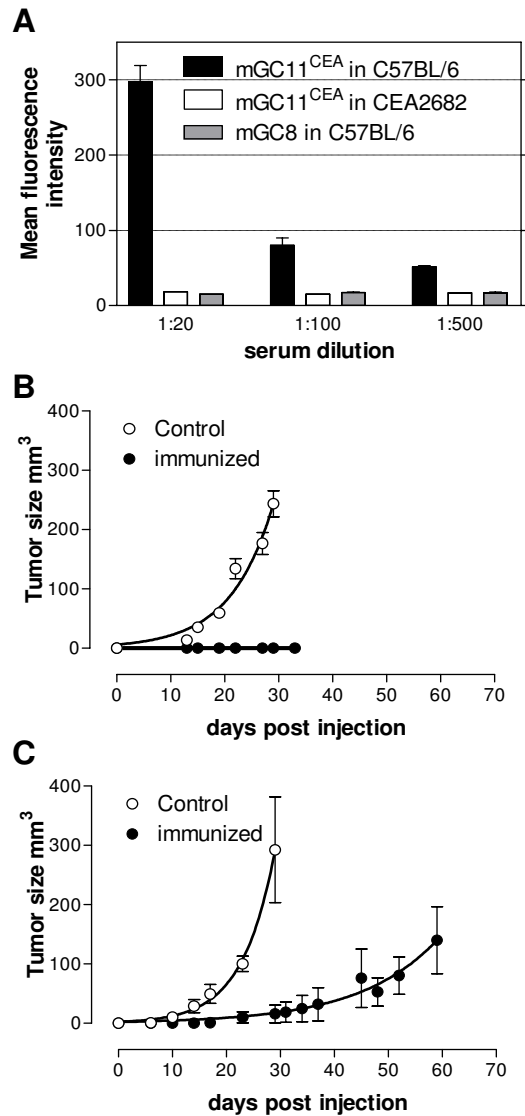 A
mGC11CEA in C57BL/6
mGC11CEA in CEA2682
mGC8 in C57BL/6
Mean fluorescence
intensity
300
200
100
0
1:20 1:100 1:500
serum dilution
B
Control
immunized
Tumor size mm3
400
300
200
100
0
0 10 20 30 40 50 60 70
days post injection
C
Control
immunized
Tumor size mm3
400
300
200
100
0
0 10 20 30 40 50 60 70
days post injection